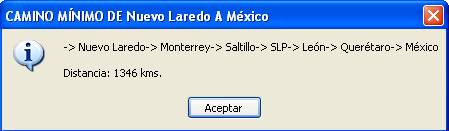 CAMINO MÍNIMO DE Nuevo Laredo A México
-> Nuevo Laredo-> Monterrey-> Saltillo-> SLP-> León-> Querétaro-> México
Distancia: 1346 kms.
Aceptar